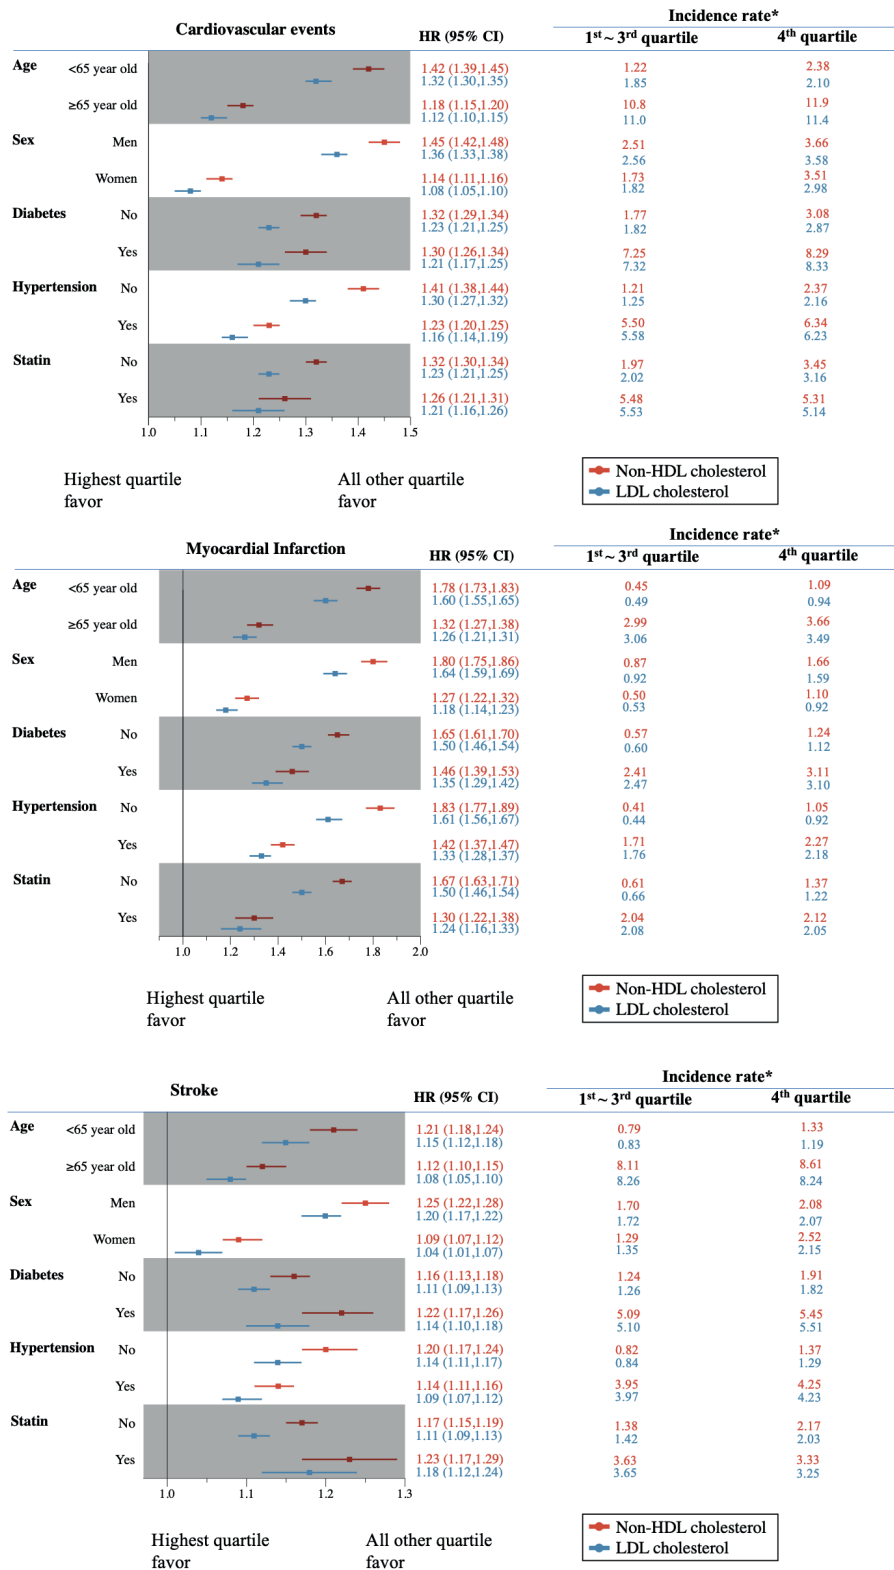 Cardiovascular events HR (95% CI) Incidence rate*
1st ~ 3rd quartile 4th quartile
Age <65 year old 1.42 (1.39,1.45) 1.22 2.38
1.32 (1.30,1.35) 1.85 2.10
≥65 year old 1.18 (1.15,1.20) 10.8 11.9
1.12 (1.10,1.15) 11.0 11.4
Sex Men 1.45 (1.42,1.48) 2.51 3.66
1.36 (1.33,1.38) 2.56 3.58
Women 1.14 (1.11,1.16) 1.73 3.51
1.08 (1.05,1.10) 1.82 2.98
Diabetes No 1.32 (1.29,1.34) 1.77 3.08
1.23 (1.21,1.25) 1.82 2.87
Yes 1.30 (1.26,1.34) 7.25 8.29
1.21 (1.17,1.25) 7.32 8.33
Hypertension No 1.41 (1.38,1.44) 1.21 2.37
1.30 (1.27,1.32) 1.25 2.16
Yes 1.23 (1.20,1.25) 5.50 6.34
1.16 (1.14,1.19) 5.58 6.23
Statin No 1.32 (1.30,1.34) 1.97 3.45
1.23 (1.21,1.25) 2.02 3.16
Yes 1.26 (1.21,1.31) 5.48 5.31
1.21 (1.16,1.26) 5.53 5.14
1.0 1.1 1.2 1.3 1.4 1.5
Highest quartile favor
All other quartile favor
Non-HDL cholesterol
LDL cholesterol
Myocardial Infarction HR (95% CI) Incidence rate*
1st ~ 3rd quartile 4th quartile
Age <65 year old 1.78 (1.73,1.83) 0.45 1.09
1.60 (1.55,1.65) 0.49 0.94
≥65 year old 1.32 (1.27,1.38) 2.99 3.66
1.26 (1.21,1.31) 3.06 3.49
Sex Men 1.80 (1.75,1.86) 0.87 1.66
1.64 (1.59,1.69) 0.92 1.59
Women 1.27 (1.22,1.32) 0.50 1.10
1.18 (1.14,1.23) 0.53 0.92
Diabetes No 1.65 (1.61,1.70) 0.57 1.24
1.50 (1.46,1.54) 0.60 1.12
Yes 1.46 (1.39,1.53) 2.41 3.11
1.35 (1.29,1.42) 2.47 3.10
Hypertension No 1.83 (1.77,1.89) 0.41 1.05
1.61 (1.56,1.67) 0.44 0.92
Yes 1.42 (1.37,1.47) 1.71 2.27
1.33 (1.28,1.37) 1.76 2.18
Statin No 1.67 (1.63,1.71) 0.61 1.37
1.50 (1.46,1.54) 0.66 1.22
Yes 1.30 (1.22,1.38) 2.04 2.12
1.24 (1.16,1.33) 2.08 2.05
1.0 1.2 1.4 1.6 1.8 2.0
Highest quartile favor
All other quartile favor
Non-HDL cholesterol
LDL cholesterol
Stroke HR (95% CI) Incidence rate*
1st ~ 3rd quartile 4th quartile
Age <65 year old 1.21 (1.18,1.24) 0.79 1.33
1.15 (1.12,1.18) 0.83 1.19
≥65 year old 1.12 (1.10,1.15) 8.11 8.61
1.08 (1.05,1.10) 8.26 8.24
Sex Men 1.25 (1.22,1.28) 1.70 2.08
1.20 (1.17,1.22) 1.72 2.07
Women 1.09 (1.07,1.12) 1.29 2.52
1.04 (1.01,1.07) 1.35 2.15
Diabetes No 1.16 (1.13,1.18) 1.24 1.91
1.11 (1.09,1.13) 1.26 1.82
Yes 1.22 (1.17,1.26) 5.09 5.45
1.14 (1.10,1.18) 5.10 5.51
Hypertension No 1.20 (1.17,1.24) 0.82 1.37
1.14 (1.11,1.17) 0.84 1.29
Yes 1.14 (1.11,1.16) 3.95 4.25
1.09 (1.07,1.12) 3.97 4.23
Statin No 1.17 (1.15,1.19) 1.38 2.17
1.11 (1.09,1.13) 1.42 2.03
Yes 1.23 (1.17,1.29) 3.63 3.33
1.18 (1.12,1.24) 3.65 3.25
1.0 1.1 1.2 1.3
Highest quartile favor
All other quartile favor
Non-HDL cholesterol
LDL cholesterol